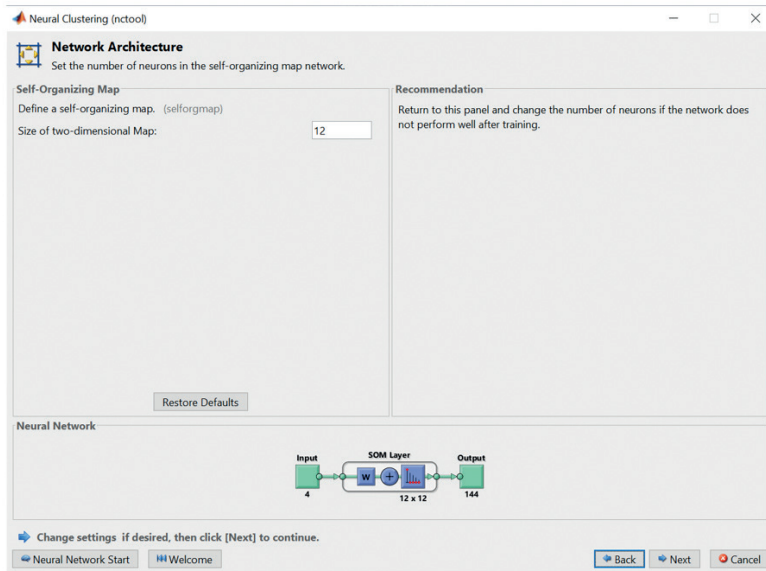 Neural Clustering (nctool)
Network Architecture
Set the number of neurons in the self-organizing map network.
Self-Organizing Map
Define a self-organizing map. (selforgmap)
Size of two-dimensional Map: 12
Restore Defaults
Recommendation
Return to this panel and change the number of neurons if the network does
not perform well after training.
Neural Network
Input
SOM Layer
Output
W
4
12 x 12
144
Change settings if desired, then click [Next] to continue.
Neural Network Start Welcome Back Next Cancel